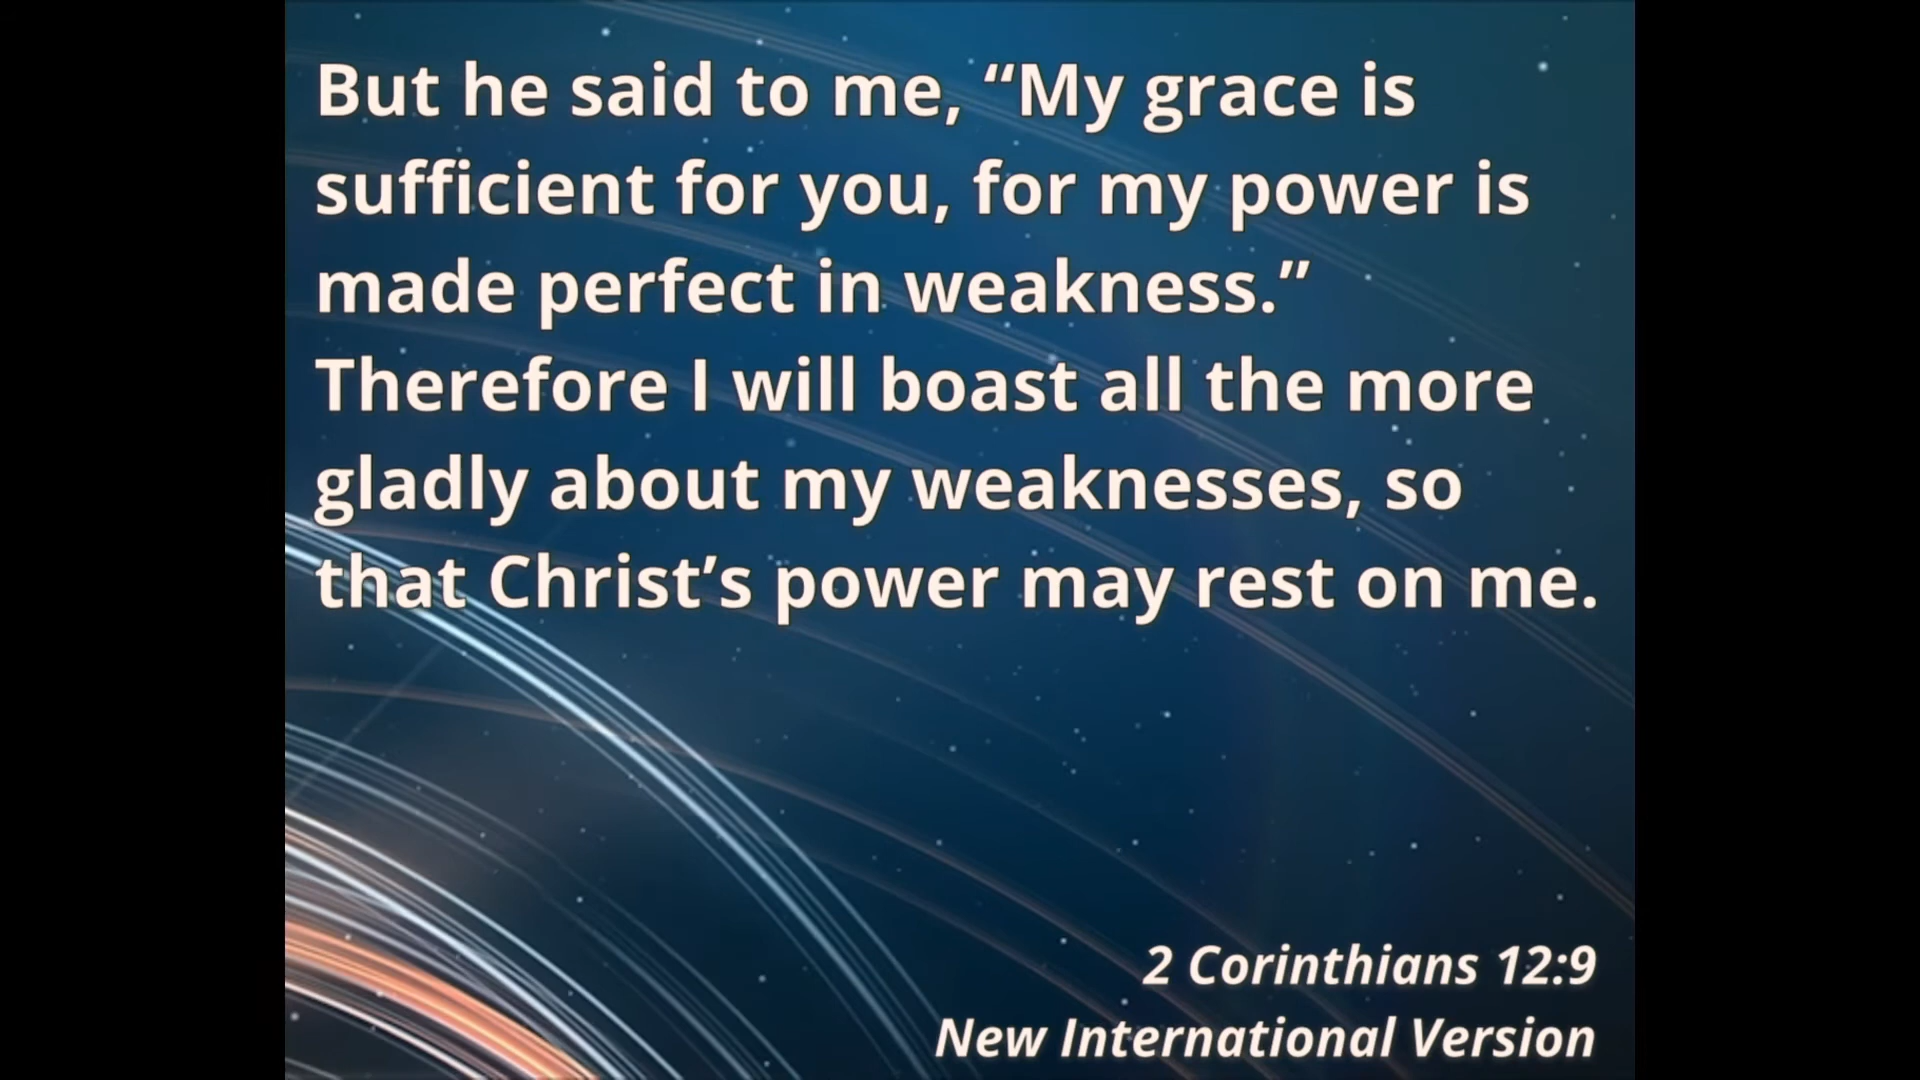 But he said to me, “My grace is
sufficient for you, for my power is
made perfect in weakness.”
Therefore I will boast all the more
gladly about my weaknesses, so
that Christ’s power may rest on me.
2 Corinthians 12:9
New International Version